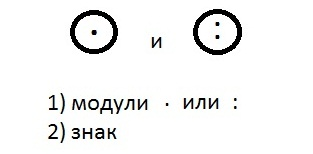 · и :
1) модули · или :
2) знак